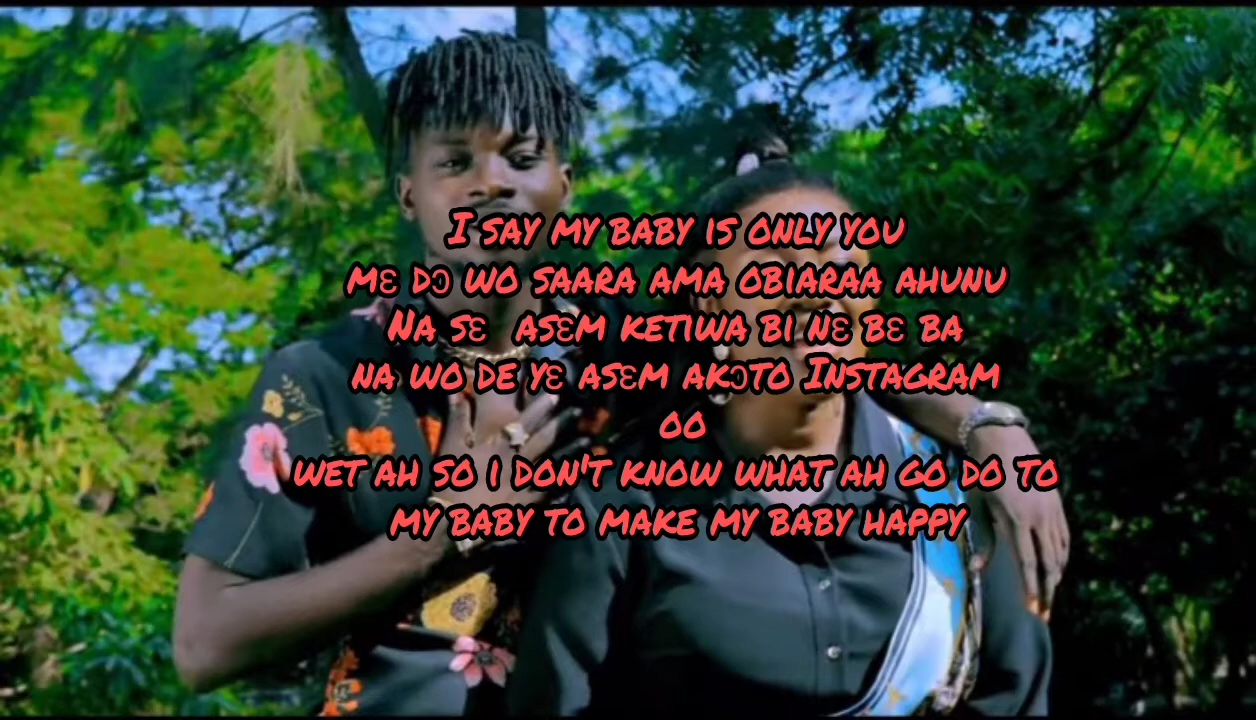 I say my baby is only you
mɛ dɔ wo saara ama obiaraa ahunu
Na sɛ asɛm ketiwa bi nɛ bɛ ba
na wo de yɛ asɛm akɔto Instagram
oo
wet ah so i don't know what ah go do to
my baby to make my baby happy